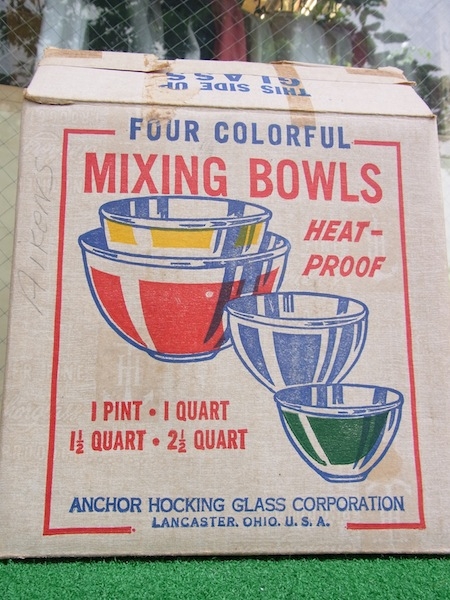 THIS SIDE UP
GLASS
FOUR COLORFUL
MIXING BOWLS
HEAT-
PROOF
AIKENS
1 PINT • 1 QUART
1½ QUART • 2½ QUART
ANCHOR HOCKING GLASS CORPORATION
LANCASTER, OHIO, U. S. A.